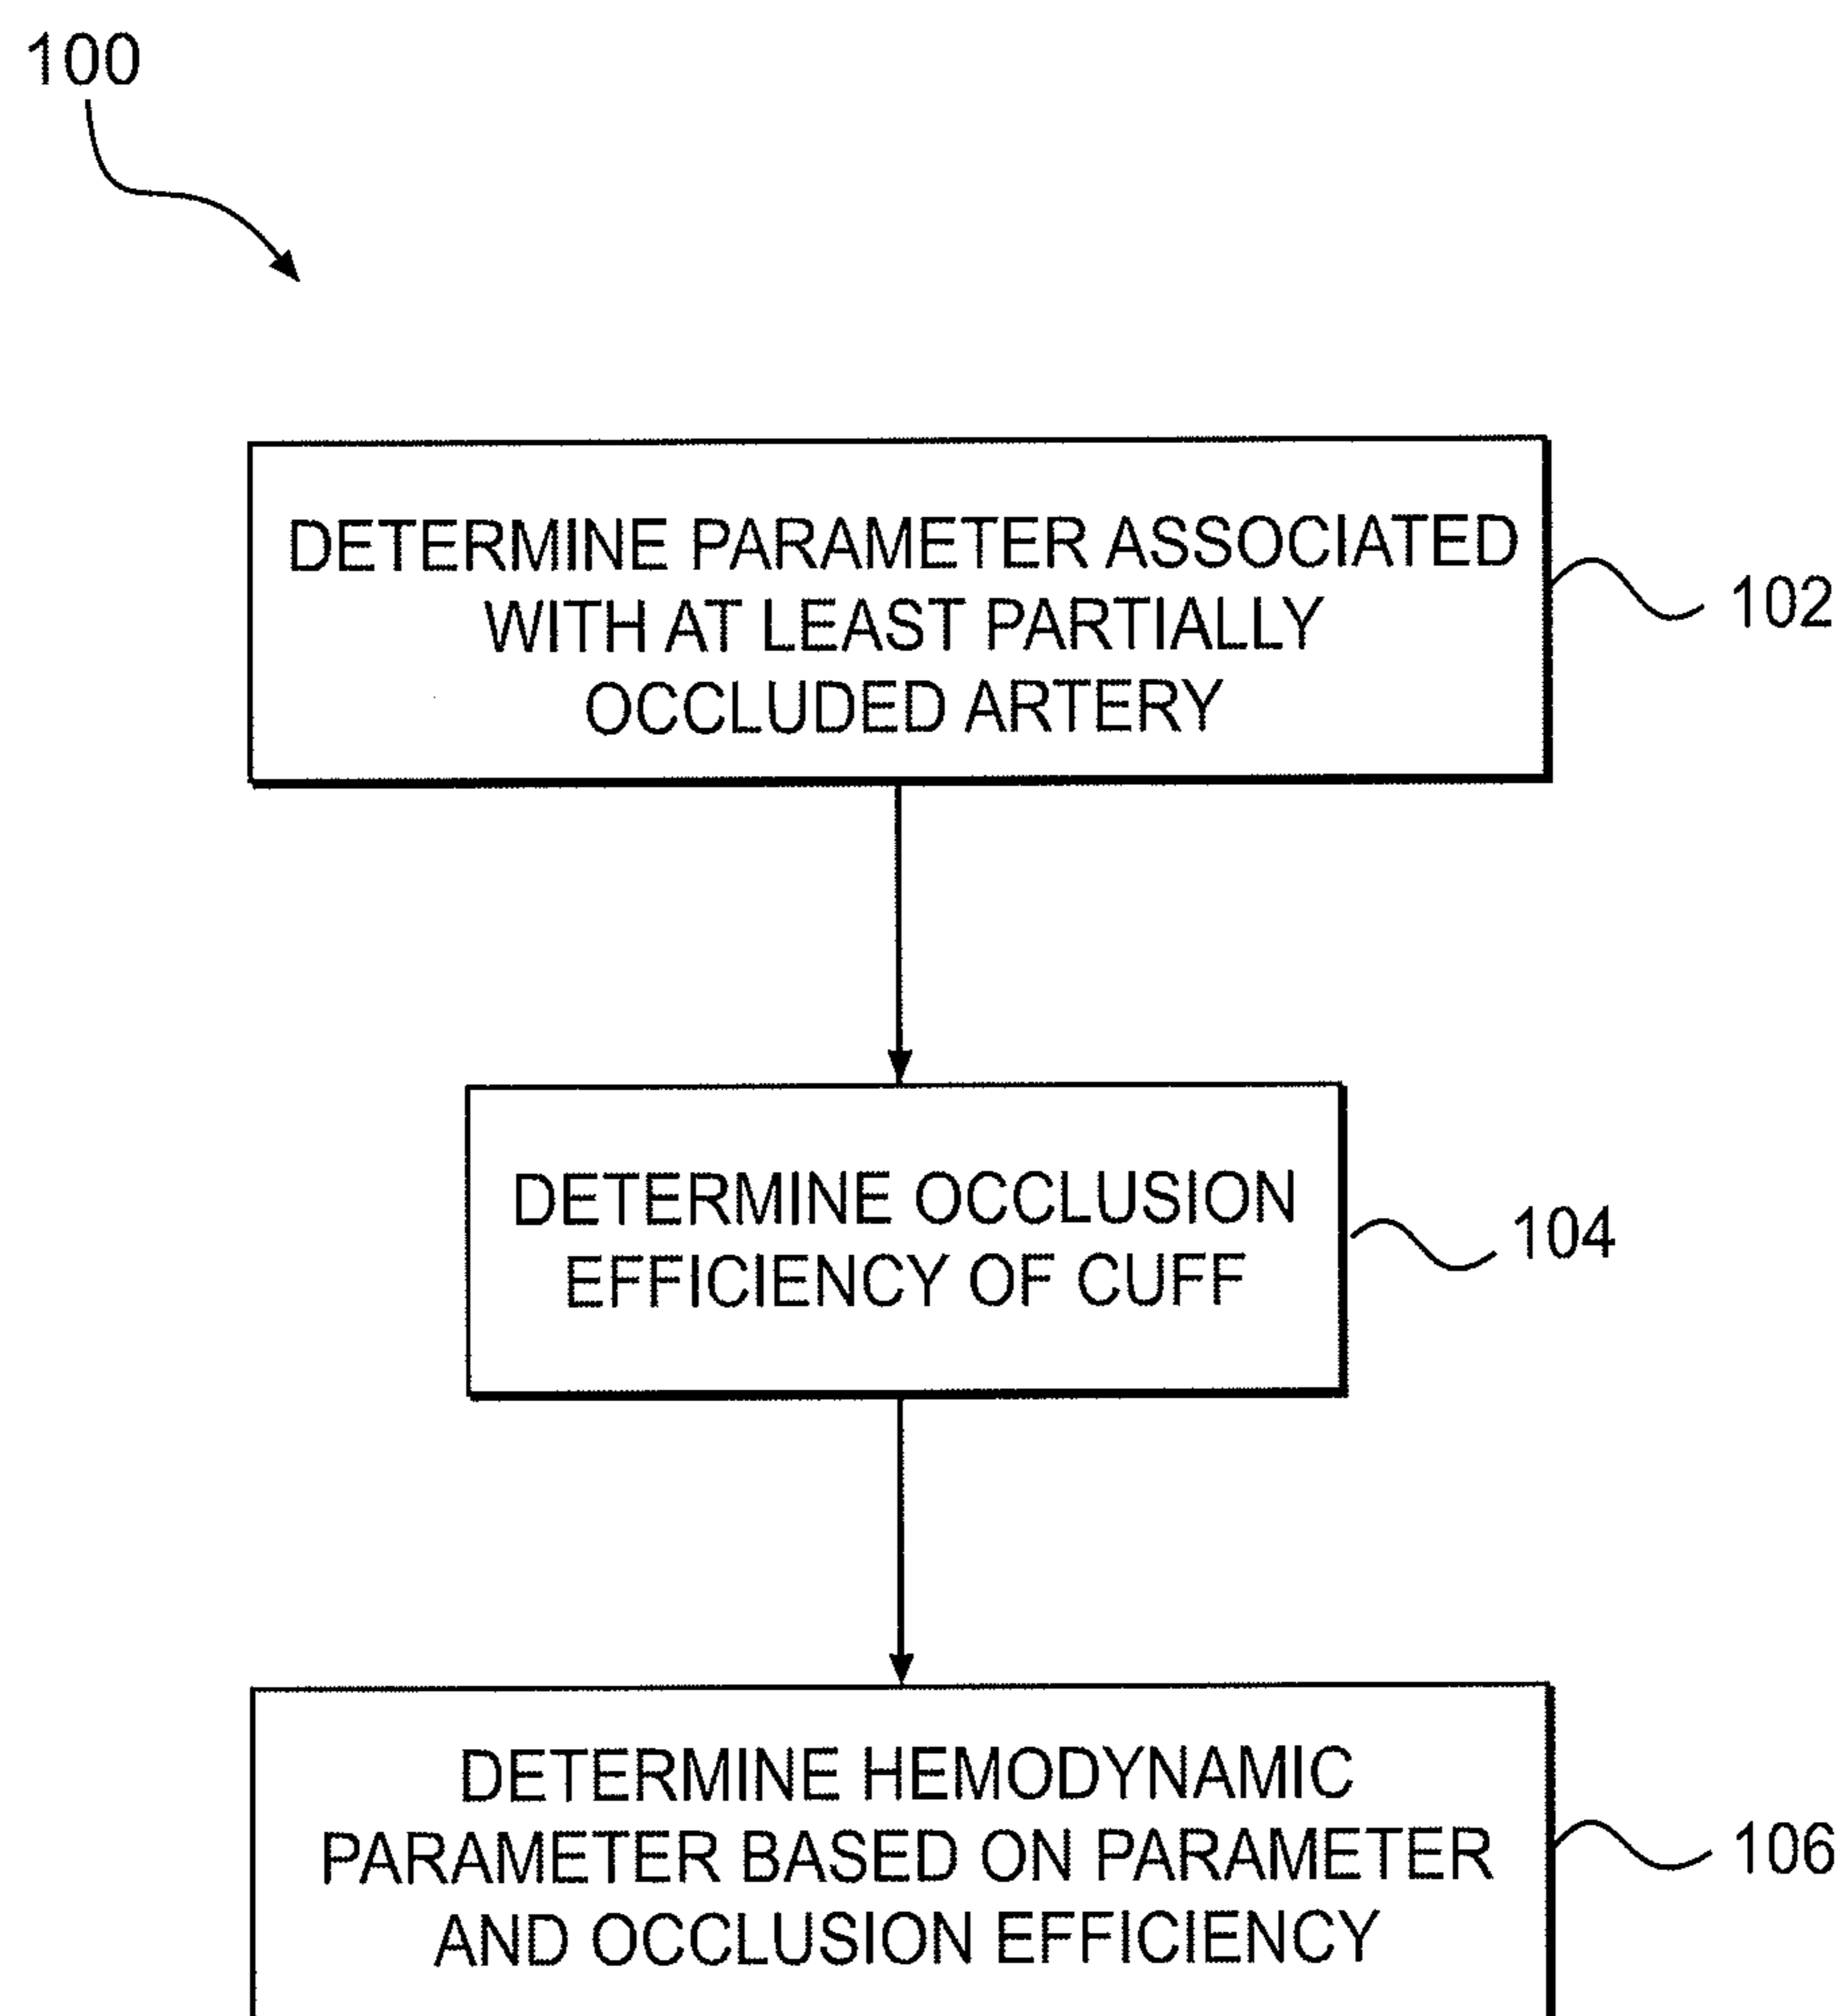 100
DETERMINE PARAMETER ASSOCIATED
WITH AT LEAST PARTIALLY
OCCLUDED ARTERY
102
DETERMINE OCCLUSION
EFFICIENCY OF CUFF
104
DETERMINE HEMODYNAMIC
PARAMETER BASED ON PARAMETER
AND OCCLUSION EFFICIENCY
106